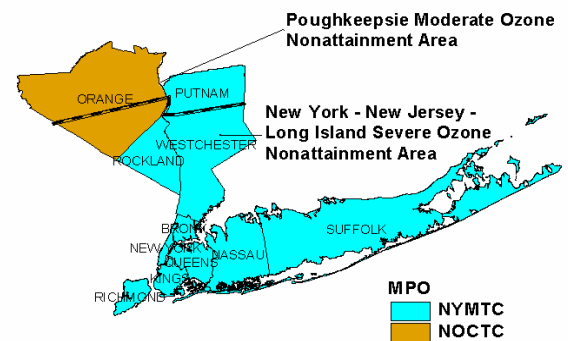 Poughkeepsie Moderate Ozone
Nonattainment Area
ORANGE
PUTNAM
New York - New Jersey -
Long Island Severe Ozone
Nonattainment Area
WESTCHESTER
ROCKLAND
BRONX
NEW YORK
QUEENS
NASSAU
SUFFOLK
KINGS
RICHMOND
MPO
NYMTC
NOCTC